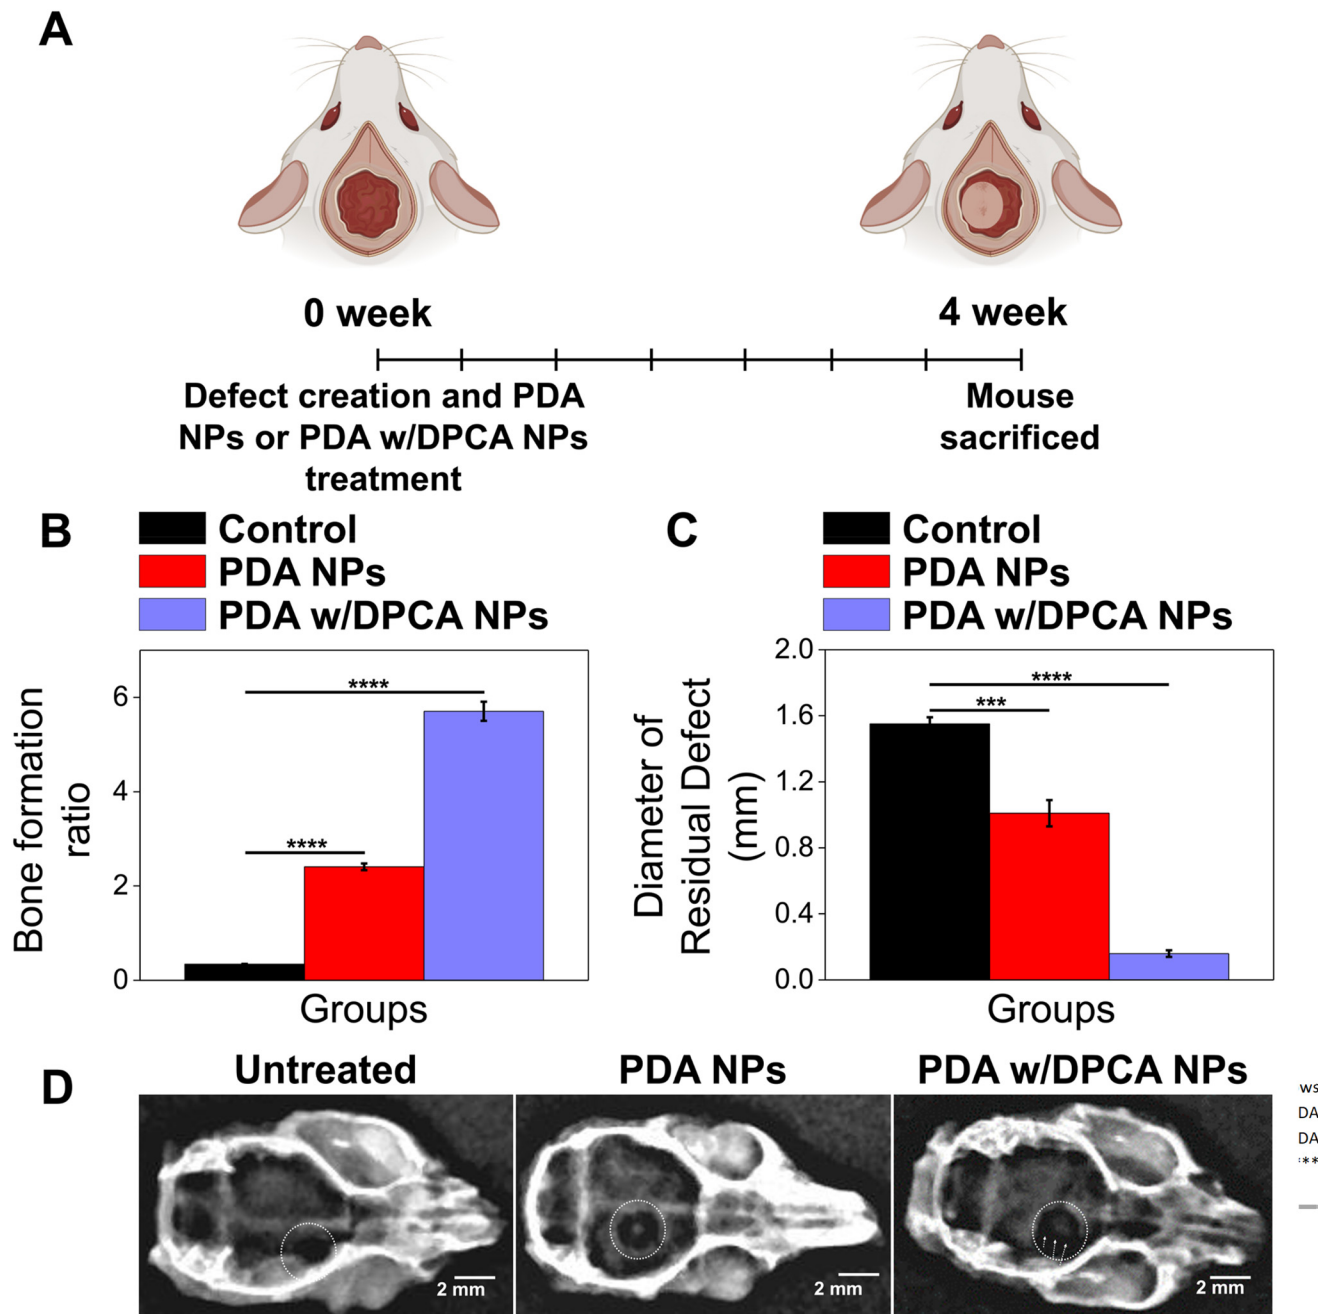 A
0 week
4 week
Defect creation and PDA
NPs or PDA w/DPCA NPs
treatment
Mouse
sacrificed
B
Control
PDA NPs
PDA w/DPCA NPs
Bone formation
ratio
6
4
2
0
****
****
Groups
C
Control
PDA NPs
PDA w/DPCA NPs
Diameter of
Residual Defect
(mm)
2.0
1.6
1.2
0.8
0.4
0.0
****
***
Groups
D
Untreated
PDA NPs
PDA w/DPCA NPs
2 mm
2 mm
2 mm
ws
DA
DA
:**